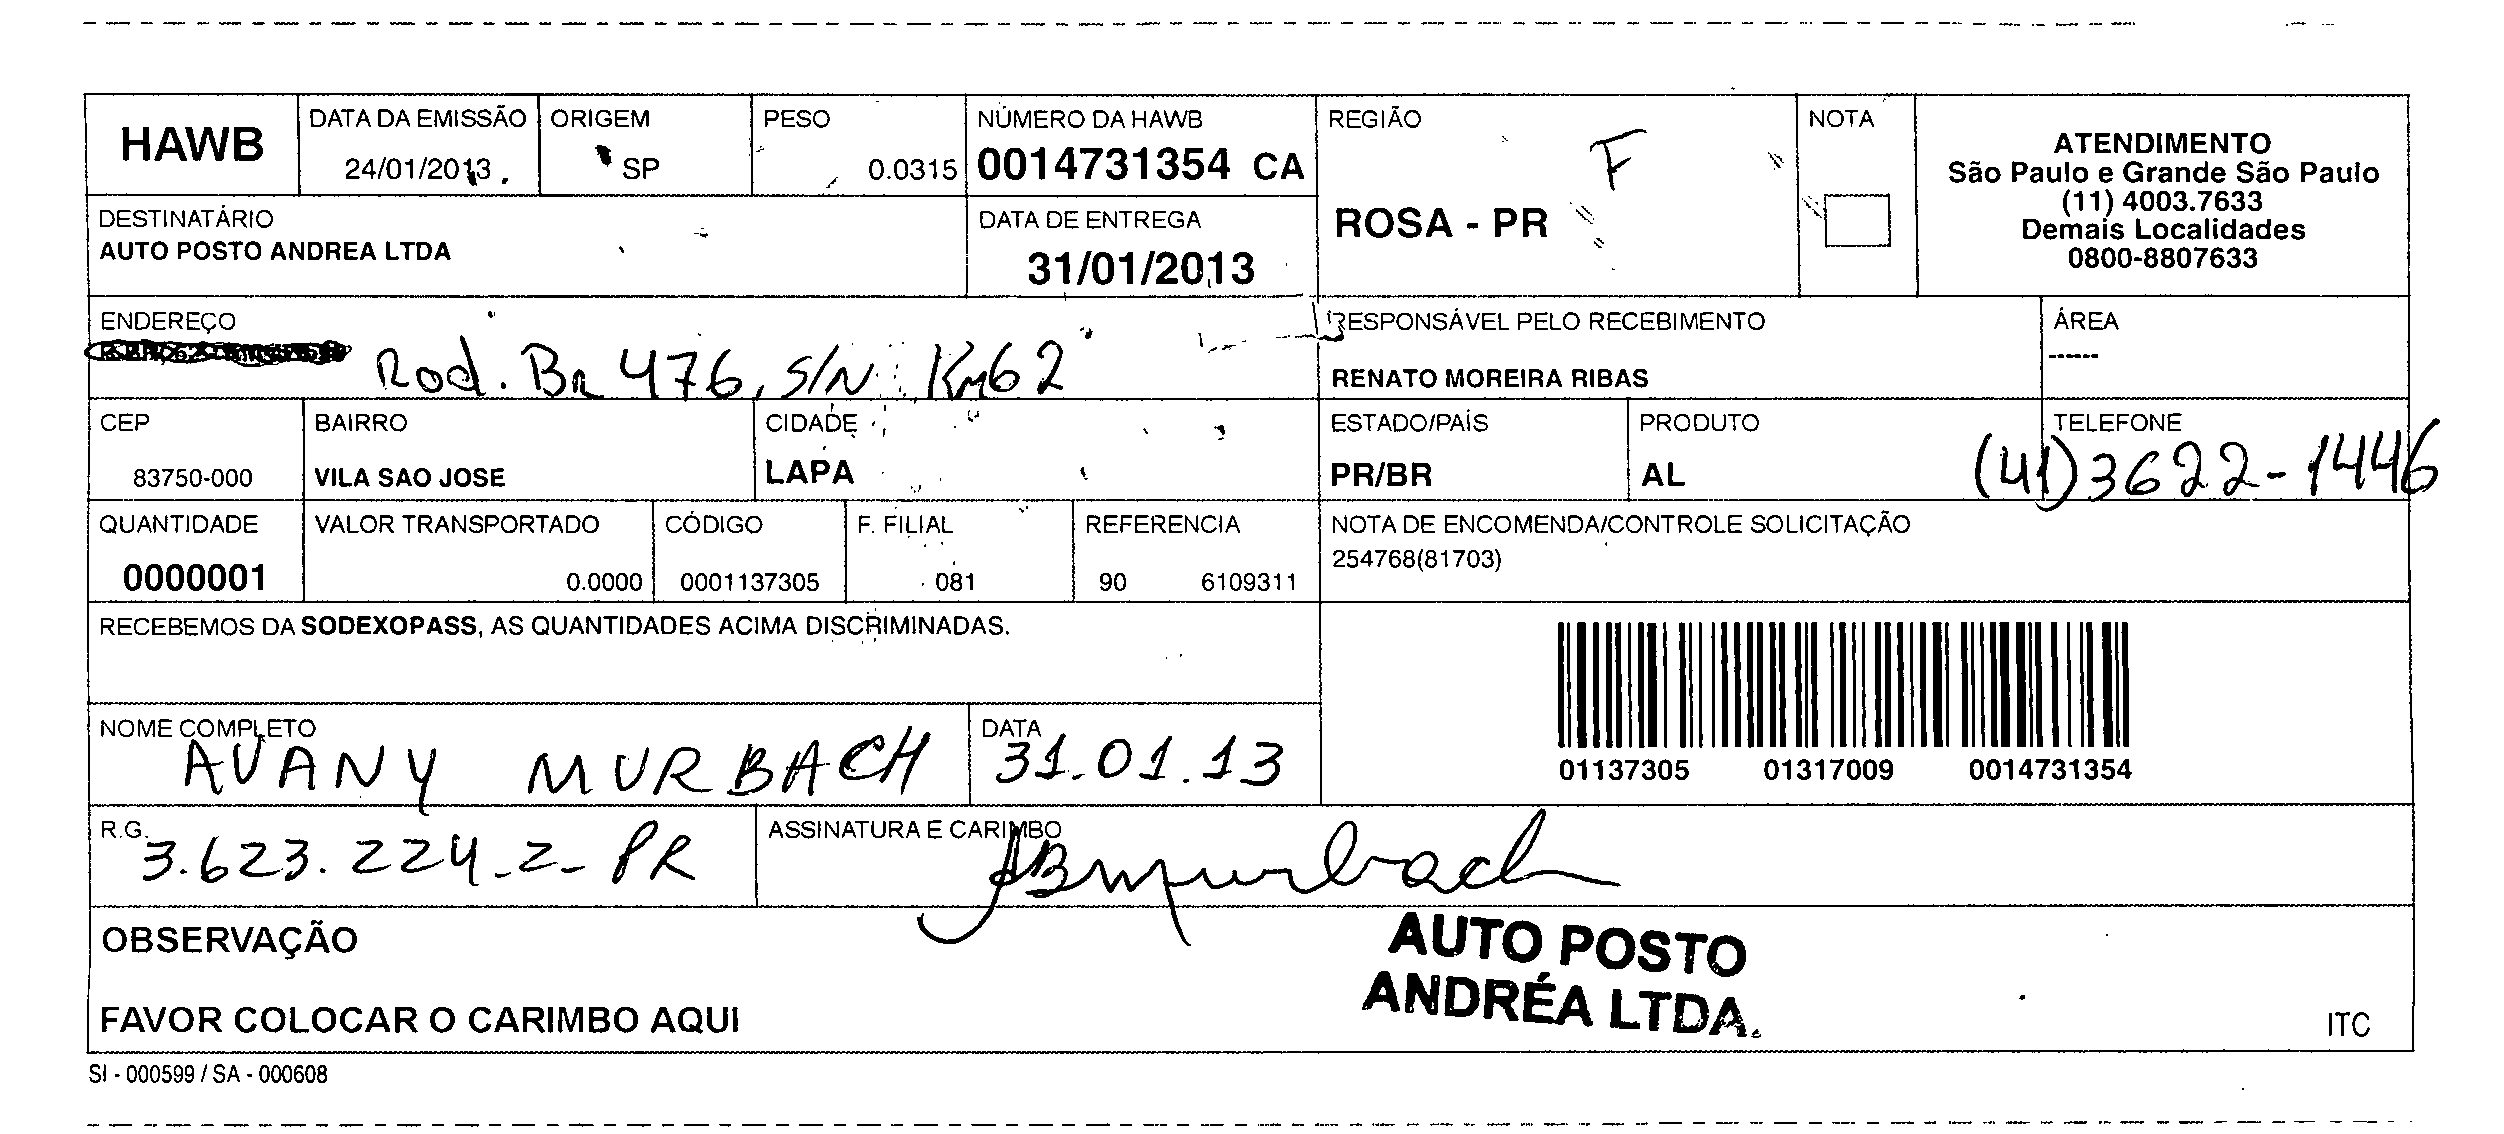 HAWB
DATA DA EMISSÃO
24/01/2013
ORIGEM
SP
PESO
0.0315
NÚMERO DA HAWB
0014731354 CA
REGIÃO
F
ROSA - PR
NOTA
ATENDIMENTO
São Paulo e Grande São Paulo
(11) 4003.7633
Demais Localidades
0800-8807633
DESTINATÁRIO
AUTO POSTO ANDREA LTDA
DATA DE ENTREGA
31/01/2013
ENDEREÇO
Rod. BR 476, S/N Km62
RESPONSÁVEL PELO RECEBIMENTO
RENATO MOREIRA RIBAS
ÁREA
------
CEP
83750-000
BAIRRO
VILA SAO JOSE
CIDADE
LAPA
ESTADO/PAÍS
PR/BR
PRODUTO
AL
TELEFONE
(41)3622-1446
QUANTIDADE
0000001
VALOR TRANSPORTADO
0.0000
CÓDIGO
0001137305
F. FILIAL
081
REFERENCIA
90 6109311
NOTA DE ENCOMENDA/CONTROLE SOLICITAÇÃO
254768(81703)
RECEBEMOS DA SODEXOPASS, AS QUANTIDADES ACIMA DISCRIMINADAS.
01137305 01317009 0014731354
NOME COMPLETO
AVANY MURBACH
DATA
31.01.13
R.G.
3.623.224-2-PR
ASSINATURA E CARIMBO
ABMurbach
OBSERVAÇÃO
FAVOR COLOCAR O CARIMBO AQUI
AUTO POSTO
ANDRÉA LTDA.
ITC
SI - 000599 / SA - 000608